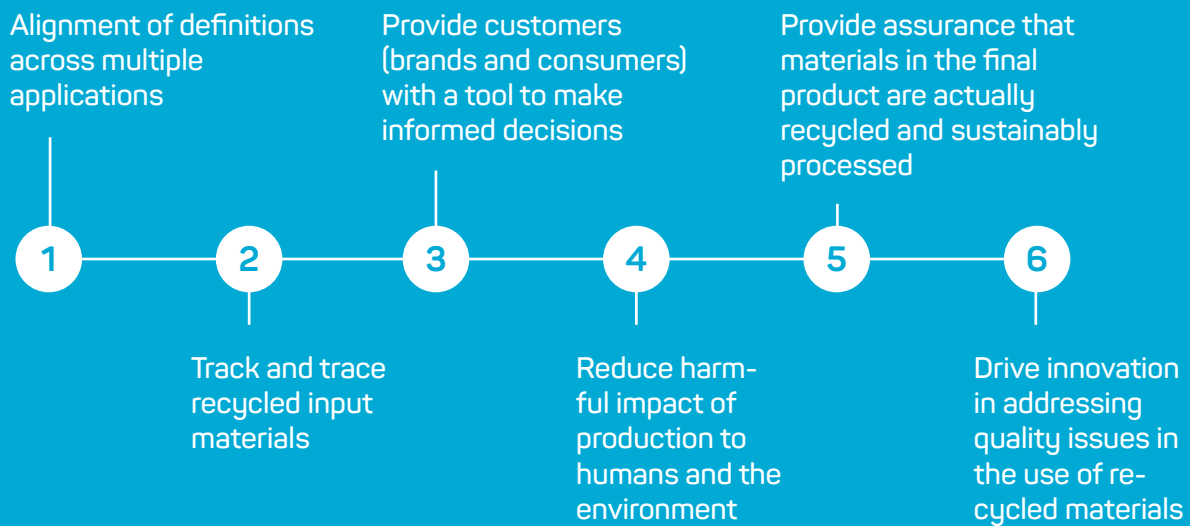 Alignment of definitions
across multiple
applications
Provide customers
(brands and consumers)
with a tool to make
informed decisions
Provide assurance that
materials in the final
product are actually
recycled and sustainably
processed
1
2
3
4
5
6
Track and trace
recycled input
materials
Reduce harm-
ful impact of
production to
humans and the
environment
Drive innovation
in addressing
quality issues in
the use of re-
cycled materials